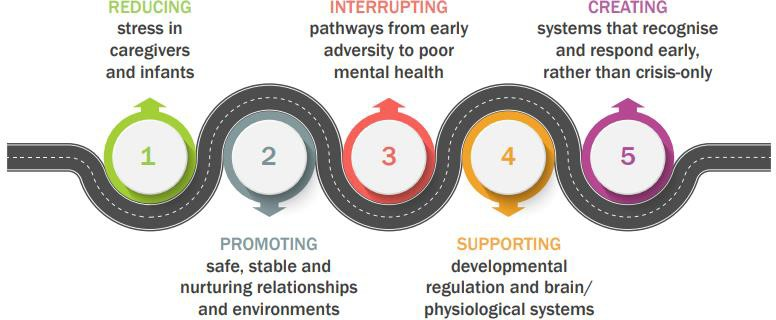 REDUCING
stress in
caregivers
and infants
1
PROMOTING
safe, stable and
nurturing relationships
and environments
2
INTERRUPTING
pathways from early
adversity to poor
mental health
3
SUPPORTING
developmental
regulation and brain/
physiological systems
4
CREATING
systems that recognise
and respond early,
rather than crisis-only
5